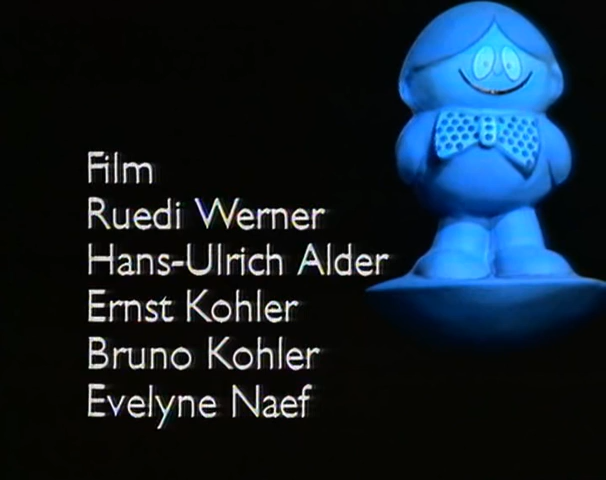 Film
Ruedi Werner
Hans-Ulrich Alder
Ernst Kohler
Bruno Kohler
Evelyne Naef